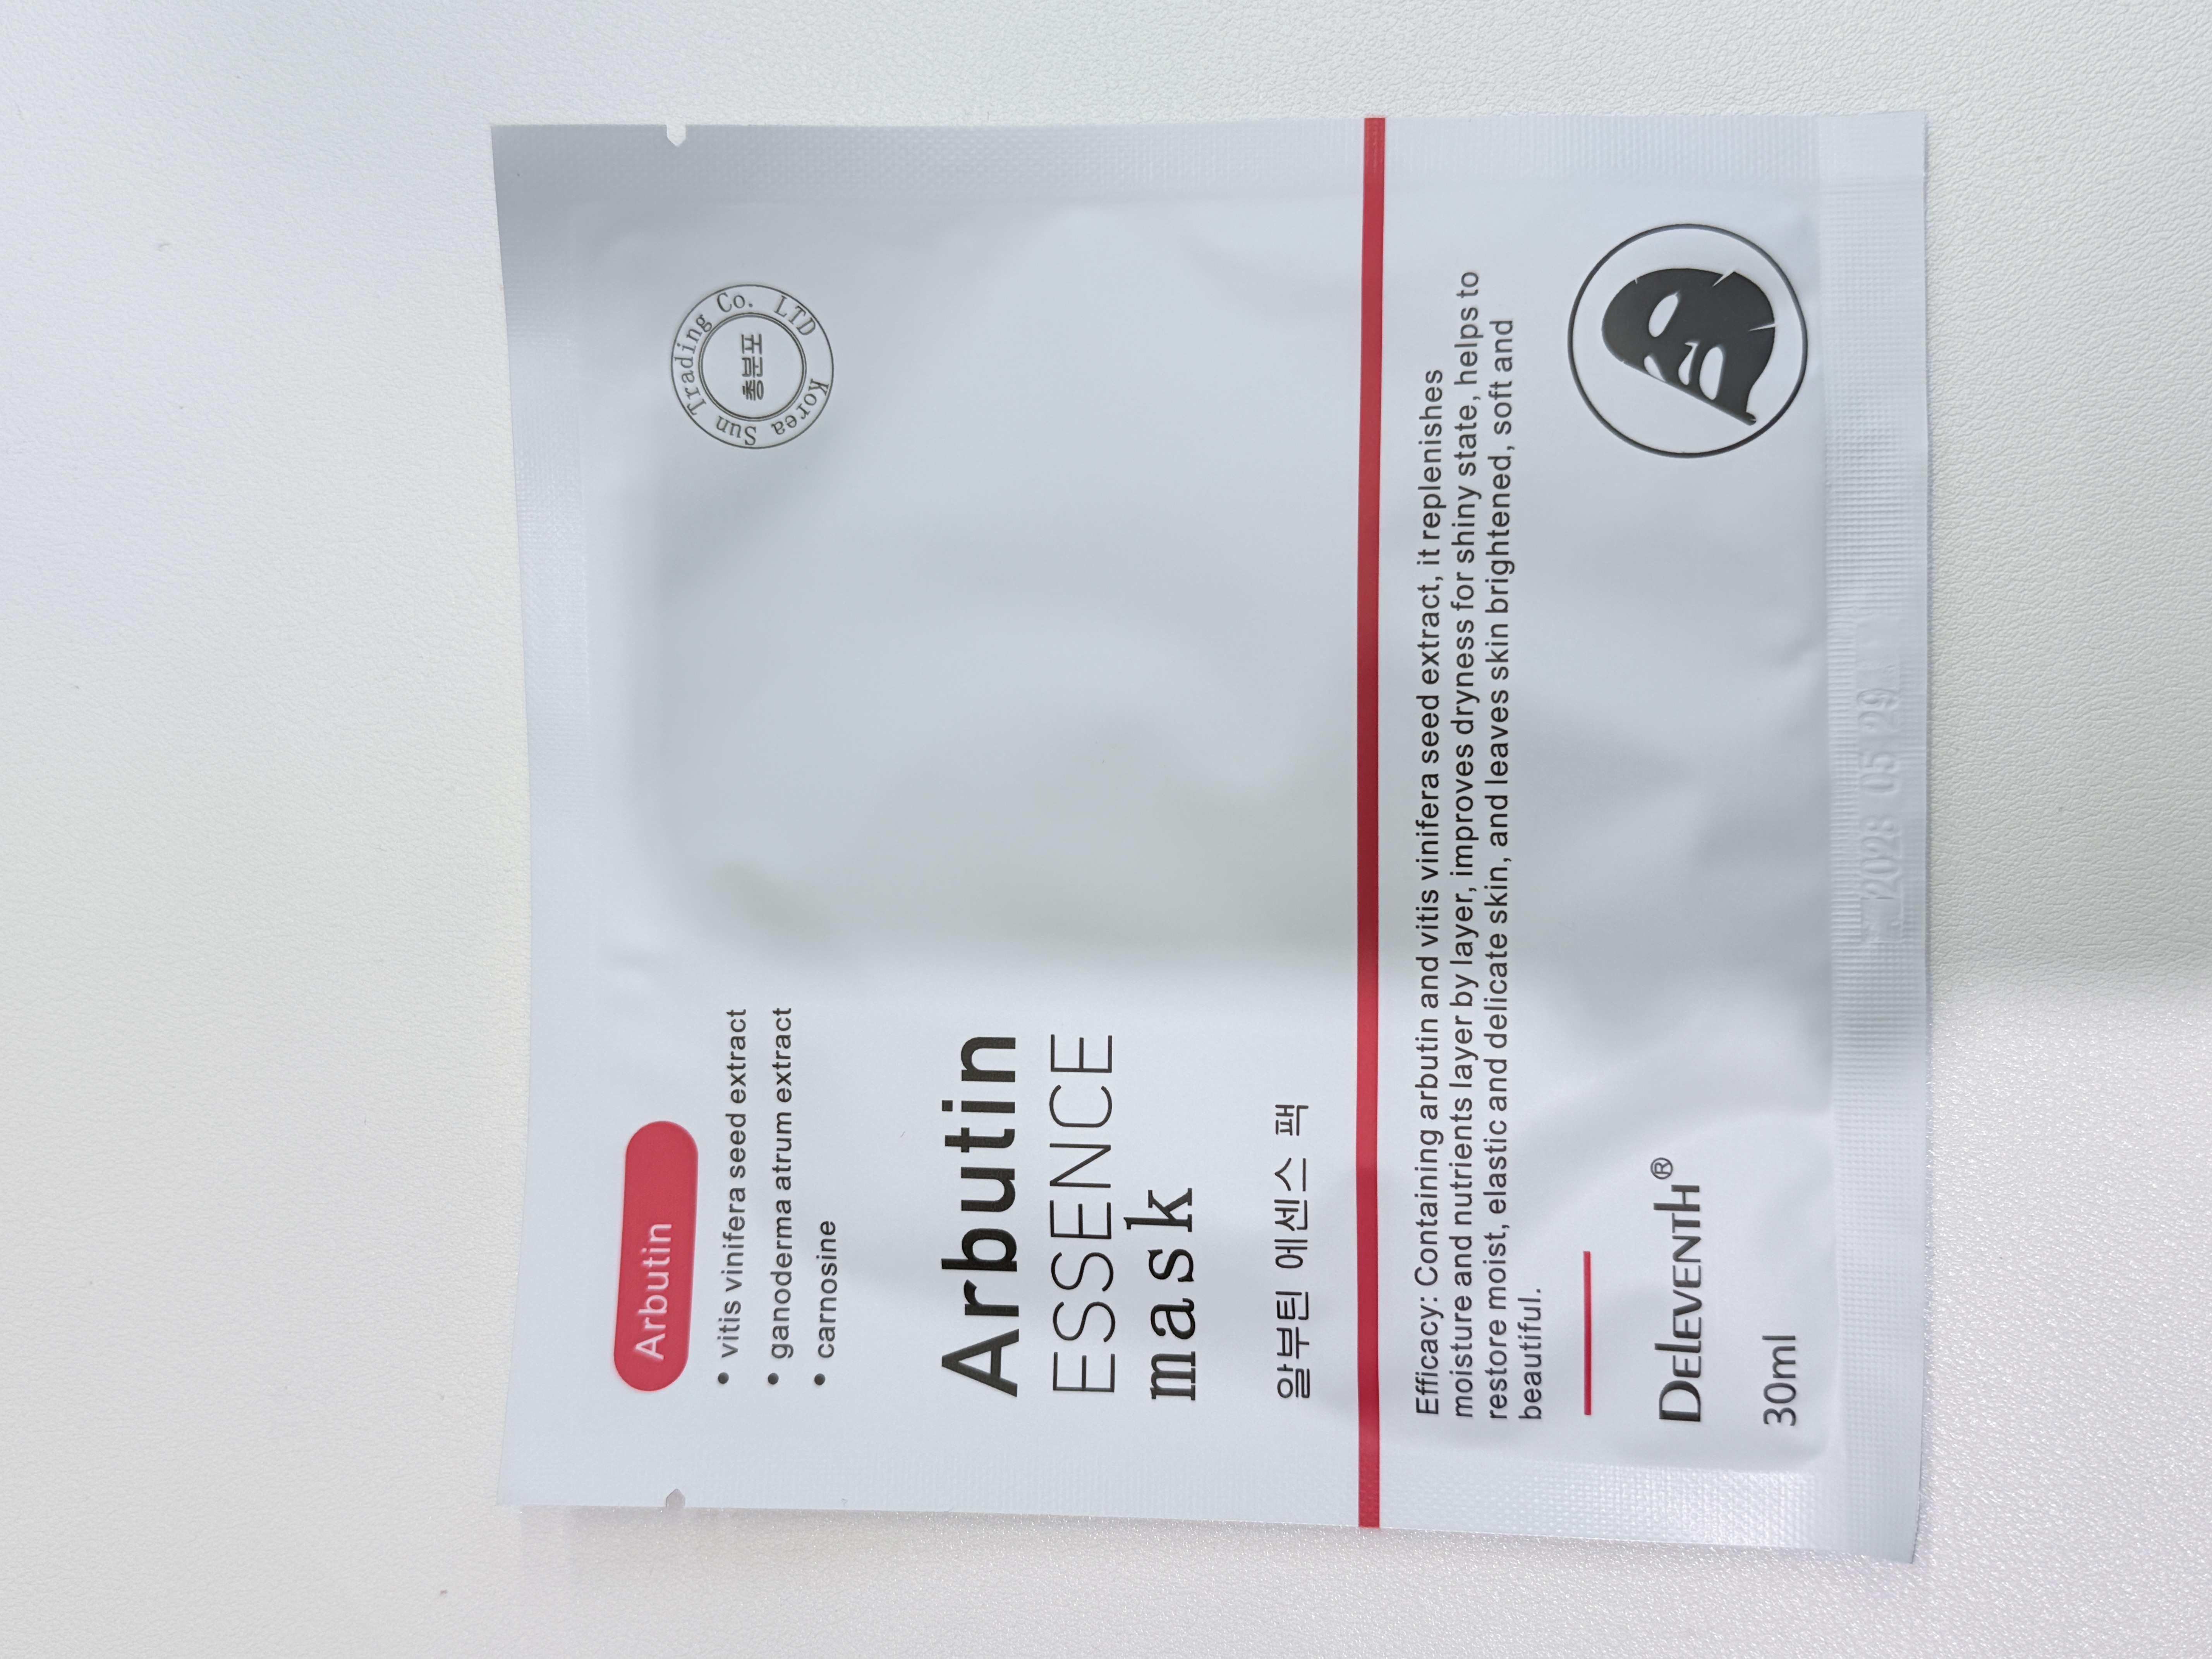 Arbutin
• vitis vinifera seed extract
• ganoderma atrum extract
• carnosine
Korea Sun Trading Co. LTD
총분포
Arbutin
ESSENCE
mask
알부틴 에센스 팩
Efficacy: Containing arbutin and vitis vinifera seed extract, it replenishes
moisture and nutrients layer by layer, improves dryness for shiny state, helps to
restore moist, elastic and delicate skin, and leaves skin brightened, soft and
beautiful.
DELEVENTH®
30ml
2028 05 29